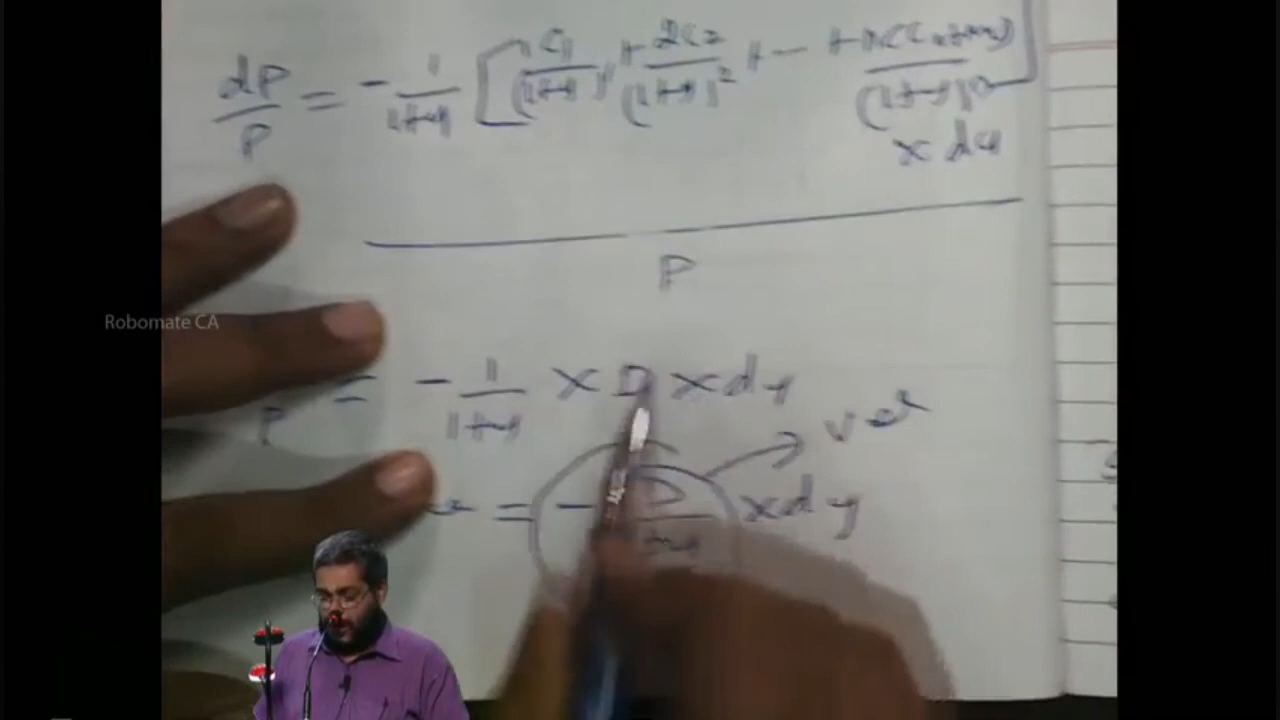 dP/P = - 1/(1+y) [ C1/(1+y)^1 + 2C2/(1+y)^2 + - + n(Cn+Mn)/(1+y)^n ]
x dy
P
Robomate CA
P = - 1/(1+y) x D x dy
= - D/(1+y) x dy